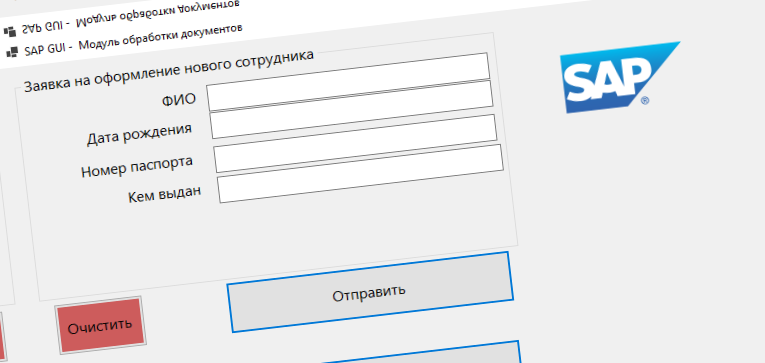 SAP GUI - Модуль обработки документов
SAP GUI - Модуль обработки документов
Заявка на оформление нового сотрудника
ФИО
Дата рождения
Номер паспорта
Кем выдан
SAP
®
Очистить
Отправить